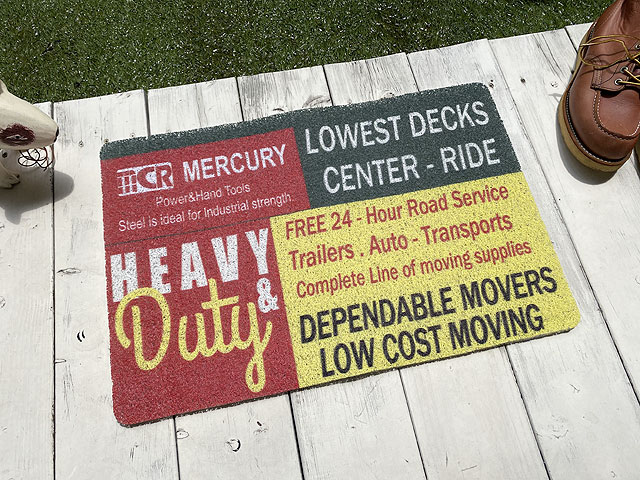 MCR MERCURY
Power&Hand Tools
Steel is ideal for Industrial strength.
LOWEST DECKS
CENTER - RIDE
HEAVY
&
Duty
FREE 24 - Hour Road Service
Trailers . Auto - Transports
Complete Line of moving supplies
DEPENDABLE MOVERS
LOW COST MOVING